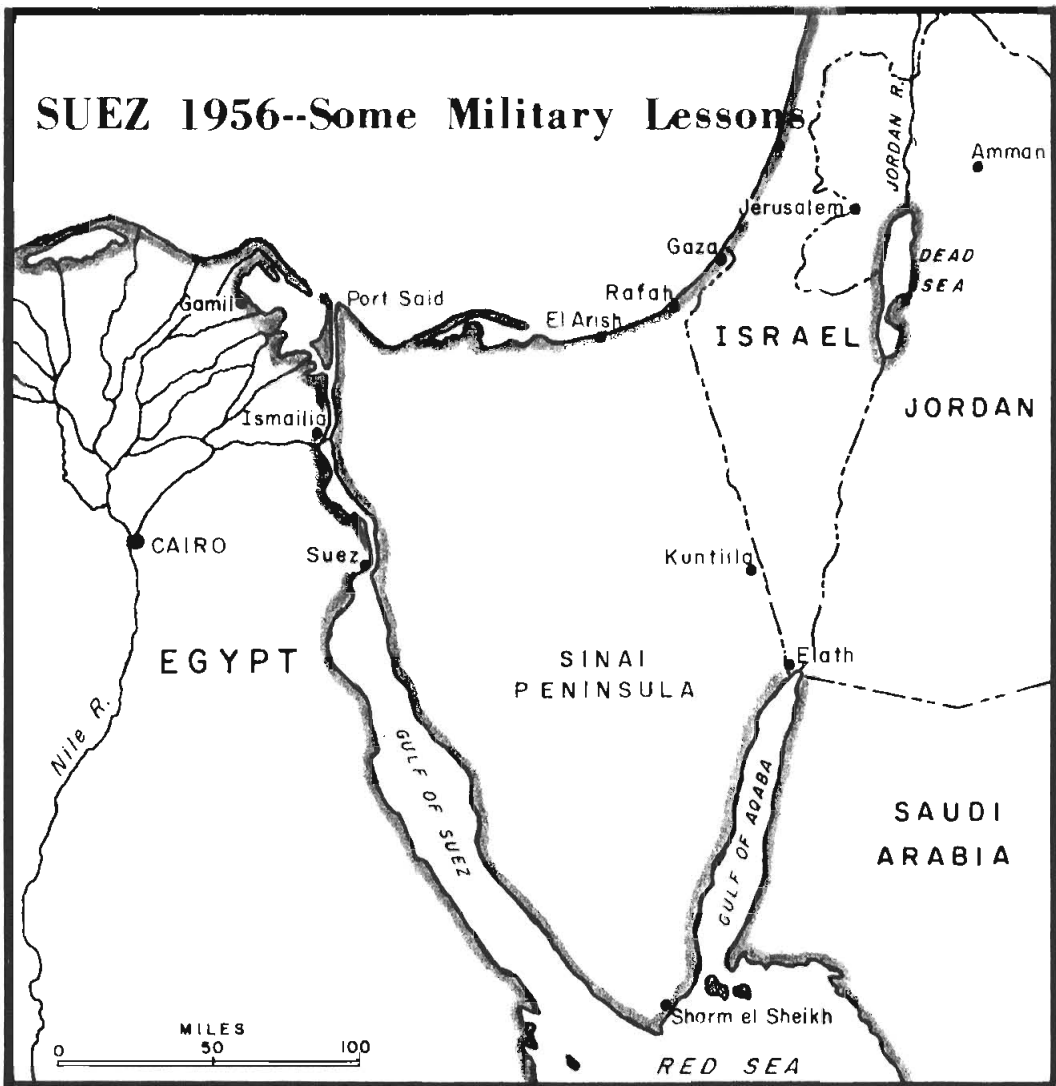 SUEZ 1956--Some Military Lessons
JORDAN R.
Amman
Jerusalem
Gaza
DEAD
SEA
Gamil
Port Said
Rafah
El Arish
ISRAEL
JORDAN
Ismailia
CAIRO
Suez
Kuntilla
EGYPT
SINAI
PENINSULA
Elath
Nile R.
GULF OF SUEZ
GULF OF AQABA
SAUDI
ARABIA
Sharm el Sheikh
MILES
0 50 100
RED SEA